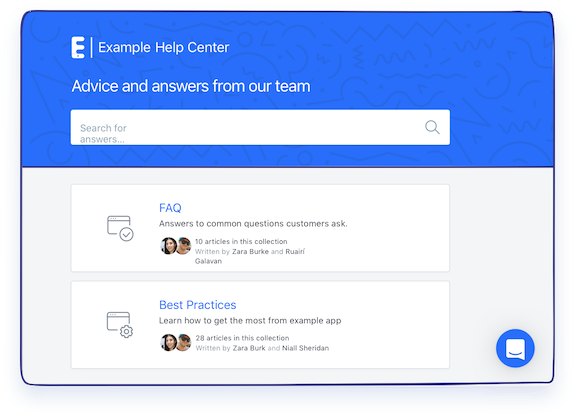 E Example Help Center
Advice and answers from our team
Search for
answers...
FAQ
Answers to common questions customers ask.
10 articles in this collection
Written by Zara Burke and Ruairí
Galavan
Best Practices
Learn how to get the most from example app
28 articles in this collection
Written by Zara Burk and Niall Sheridan